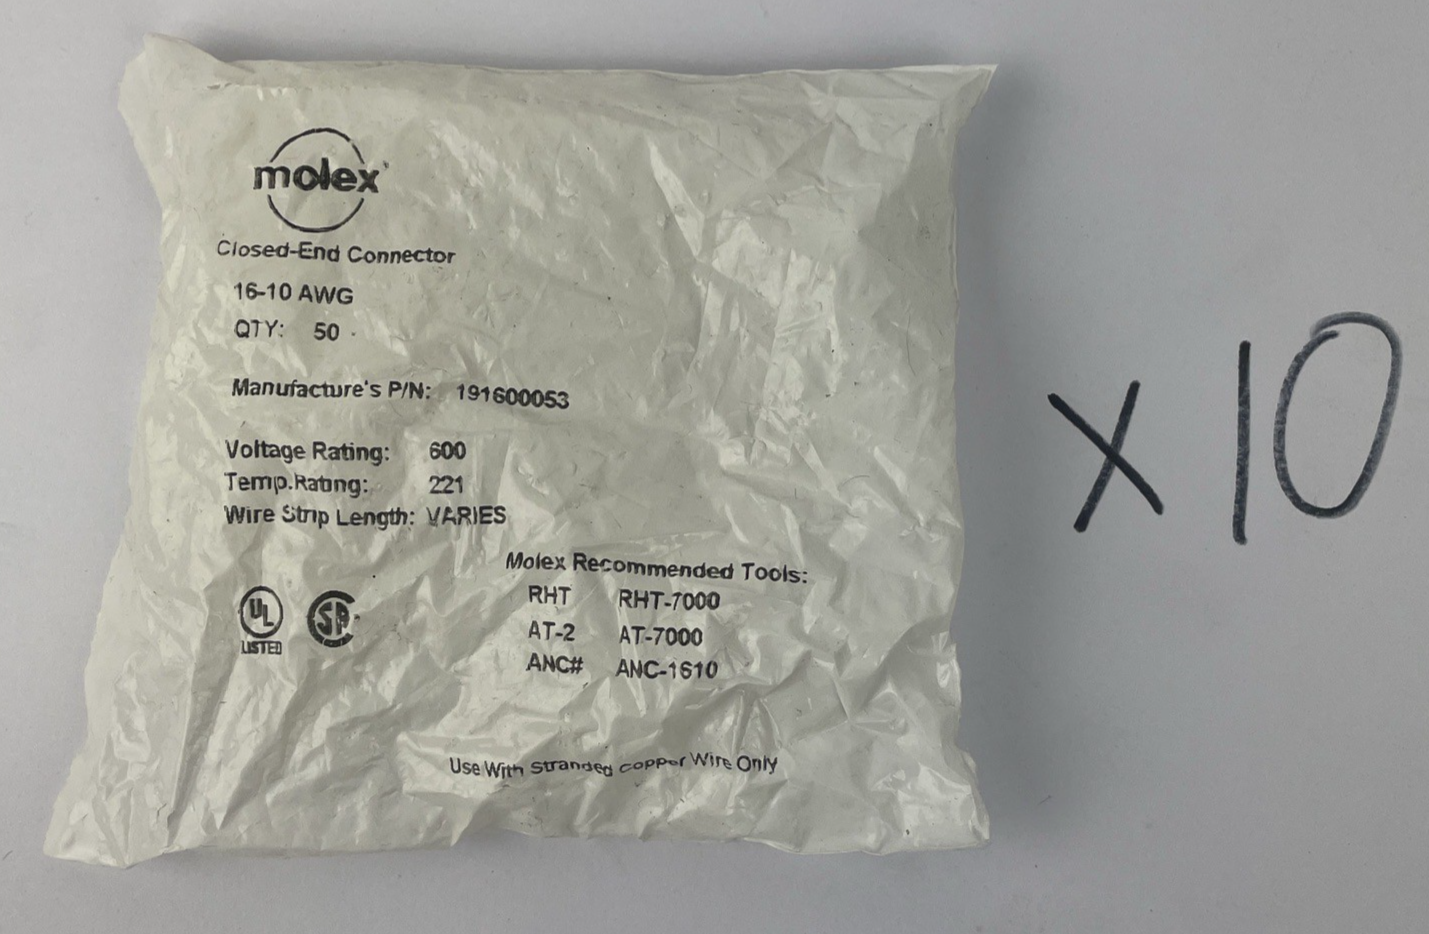 molex
Closed-End Connector
16-10 AWG
QTY: 50
Manufacture's P/N: 191600053
Voltage Rating: 600
Temp.Rating: 221
Wire Strip Length: VARIES
Molex Recommended Tools:
RHT RHT-7000
AT-2 AT-7000
ANC# ANC-1610
UL
LISTED
SP
Use With Stranded copper Wire Only
X10